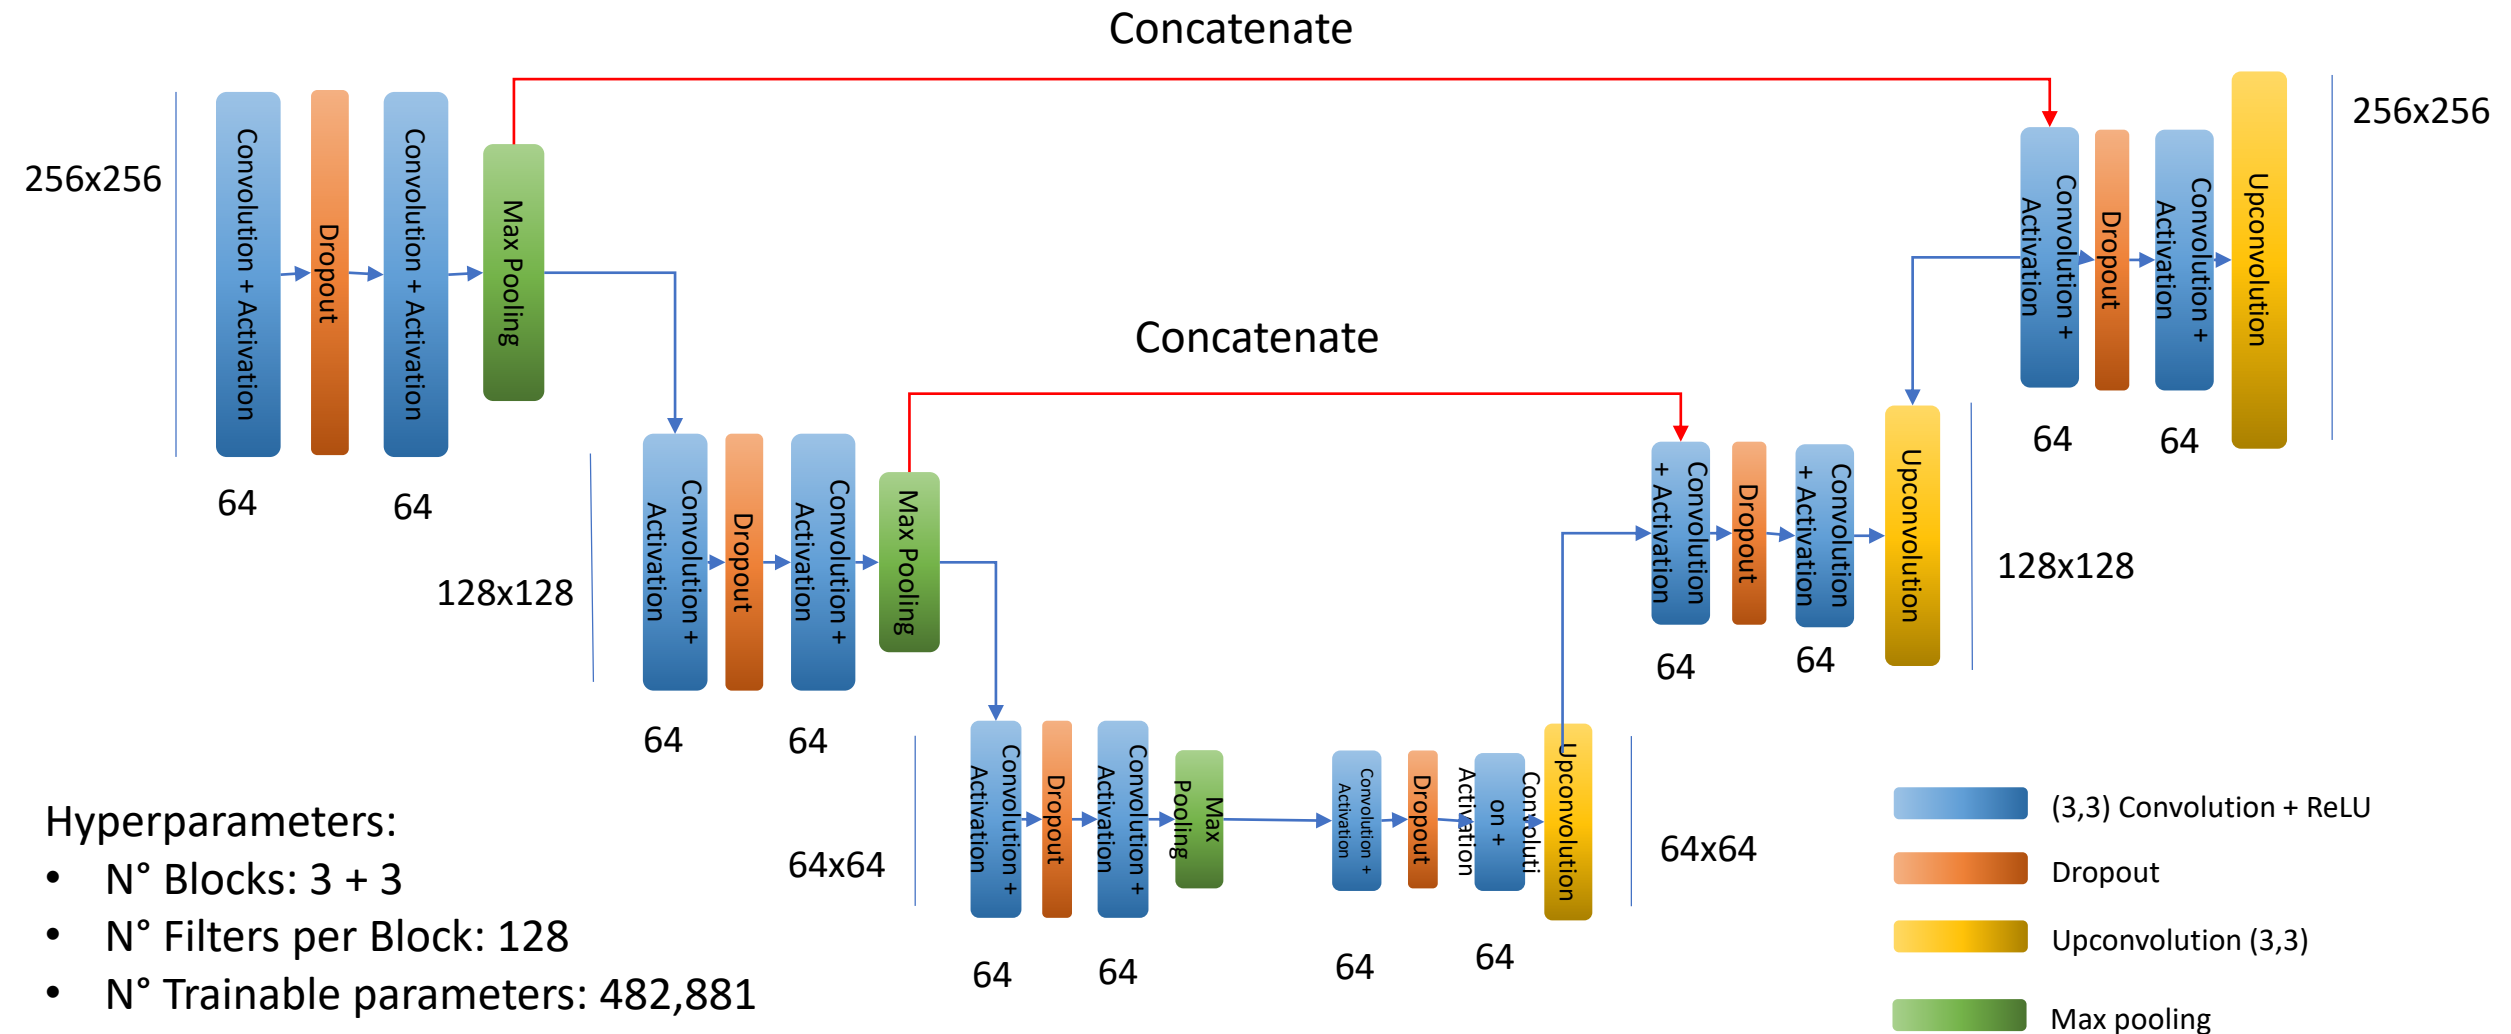 Concatenate
256x256
Convolution + Activation
Dropout
Convolution + Activation
Max Pooling
64
64
Convolution +
Activation
Dropout
Convolution +
Activation
Upconvolution
256x256
64
64
Concatenate
128x128
Convolution +
Activation
Dropout
Convolution +
Activation
Max Pooling
64
64
Convolution
+ Activation
Dropout
Convolution
+ Activation
Upconvolution
128x128
64
64
64x64
Convolution +
Activation
Dropout
Convolution +
Activation
Max
Pooling
64
64
Convolution +
Activation
Dropout
Convoluti
on +
Activation
Upconvolution
64x64
64
64
Hyperparameters:
• N° Blocks: 3 + 3
• N° Filters per Block: 128
• N° Trainable parameters: 482,881
(3,3) Convolution + ReLU
Dropout
Upconvolution (3,3)
Max pooling